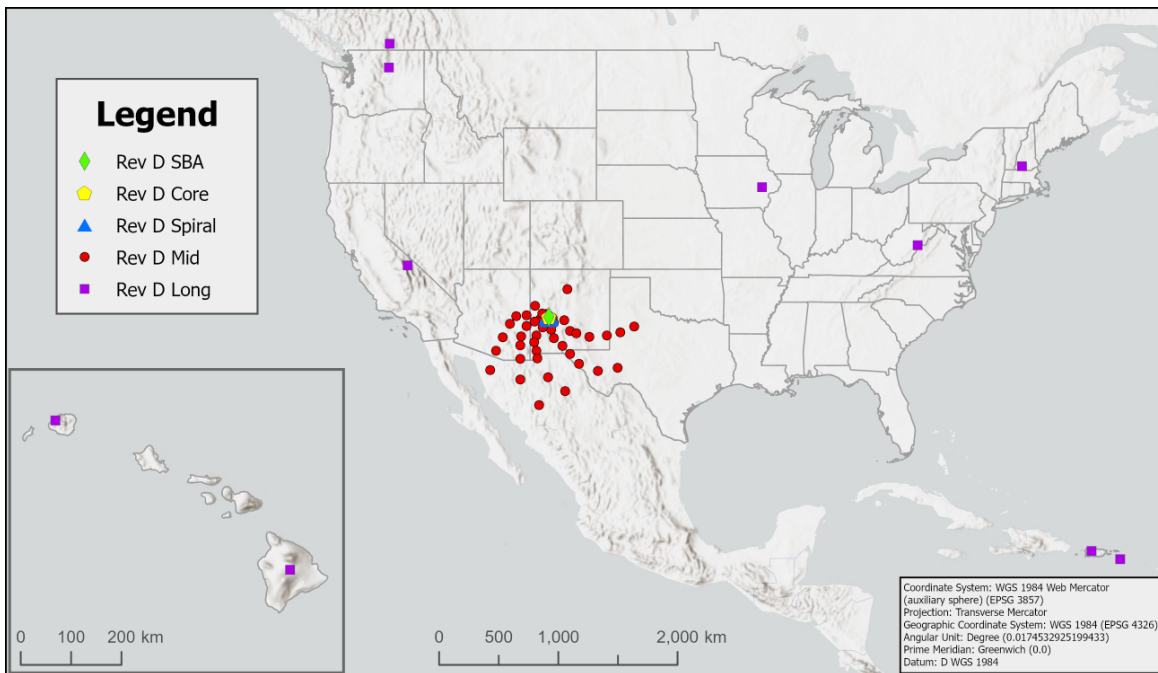 Legend
Rev D SBA
Rev D Core
Rev D Spiral
Rev D Mid
Rev D Long
0 100 200 km
0 500 1,000 2,000 km
Coordinate System: WGS 1984 Web Mercator
(auxiliary sphere) (EPSG 3857)
Projection: Transverse Mercator
Geographic Coordinate System: WGS 1984 (EPSG 4326)
Angular Unit: Degree (0.0174532925199433)
Prime Meridian: Greenwich (0.0)
Datum: D WGS 1984